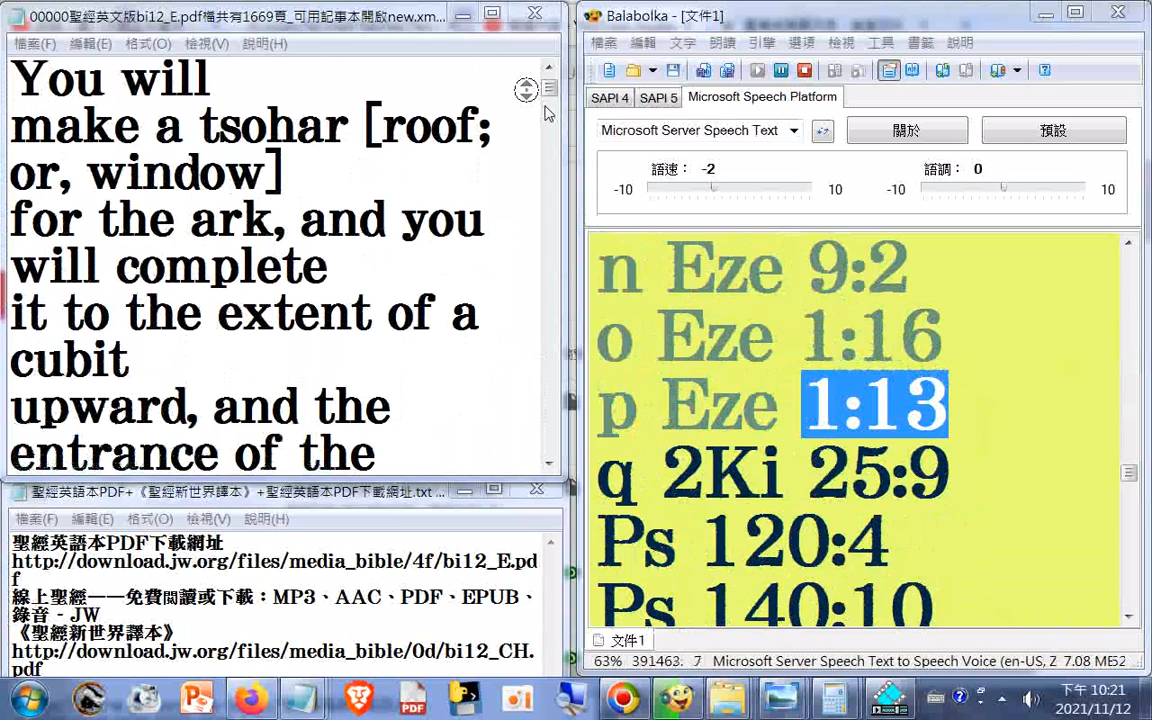 00000聖經英文版bi12_E.pdf檔共有1669頁_可用記事本開啟new.xm...
檔案(F) 編輯(E) 格式(O) 檢視(V) 說明(H)
You will
make a tsohar [roof;
or, window]
for the ark, and you
will complete
it to the extent of a
cubit
upward, and the
entrance of the
聖經英語本PDF+《聖經新世界譯本》+聖經英語本PDF下載網址.txt ...
檔案(F) 編輯(E) 格式(O) 檢視(V) 說明(H)
聖經英語本PDF下載網址
http://download.jw.org/files/media_bible/4f/bi12_E.pd
f
線上聖經——免費閱讀或下載：MP3、AAC、PDF、EPUB、
錄音 - JW
《聖經新世界譯本》
http://download.jw.org/files/media_bible/0d/bi12_CH.
pdf
Balabolka - [文件1]
檔案 編輯 文字 朗讀 引擎 選項 檢視 工具 書籤 說明
SAPI 4 SAPI 5 Microsoft Speech Platform
Microsoft Server Speech Text 關於 預設
語速： -2 語調： 0
-10 10 -10 10
n Eze 9:2
o Eze 1:16
p Eze 1:13
q 2Ki 25:9
Ps 120:4
Ps 140:10
文件1
63% 391463. 7 Microsoft Server Speech Text to Speech Voice (en-US, Z 7.08 ME52
PDF
下午 10:21
2021/11/12